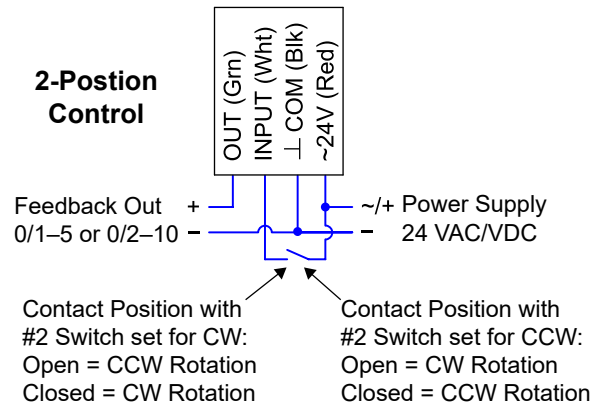 2-Postion
Control
OUT (Grn)
INPUT (Wht)
⊥ COM (Blk)
~24V (Red)
Feedback Out +
0/1–5 or 0/2–10 –
~/+ Power Supply
– 24 VAC/VDC
Contact Position with
#2 Switch set for CW:
Open = CCW Rotation
Closed = CW Rotation
Contact Position with
#2 Switch set for CCW:
Open = CW Rotation
Closed = CCW Rotation